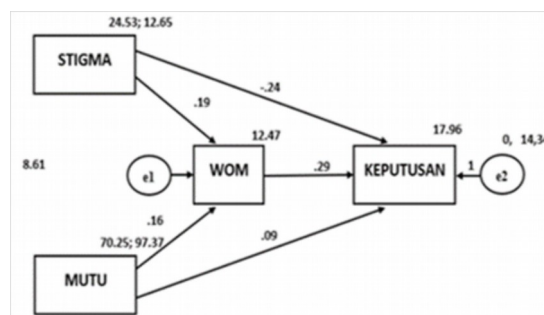 24.53; 12.65
STIGMA
-.24
.19
12.47
17.96
0, 14,34
8.61
e1
WOM
.29
KEPUTUSAN
1
e2
.16
70.25; 97.37
.09
MUTU